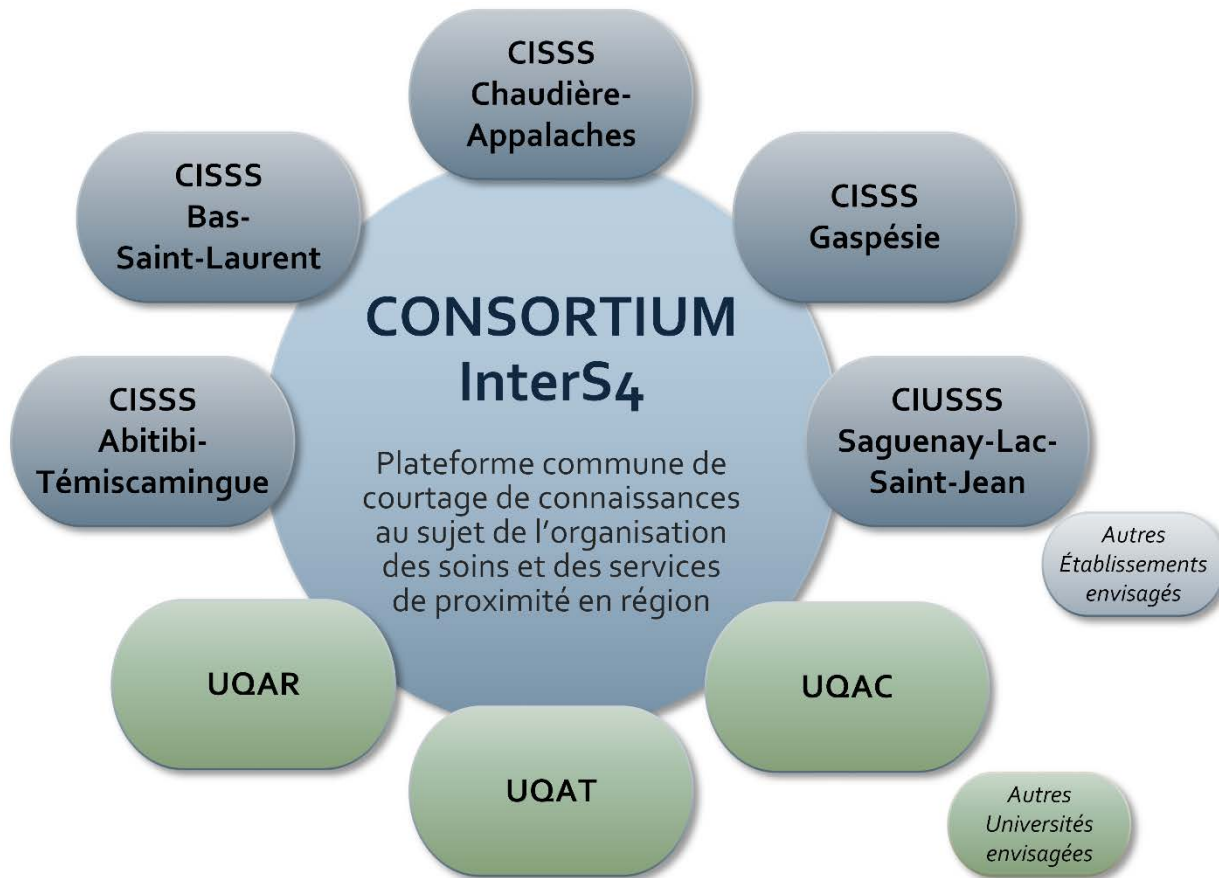 CISSS
Chaudière-
Appalaches
CISSS
Bas-
Saint-Laurent
CISSS
Gaspésie
CONSORTIUM
InterS4
Plateforme commune de
courtage de connaissances
au sujet de l'organisation
des soins et des services
de proximité en région
CISSS
Abitibi-
Témiscamingue
CIUSSS
Saguenay-Lac-
Saint-Jean
Autres
Établissements
envisagés
UQAR
UQAC
UQAT
Autres
Universités
envisagées